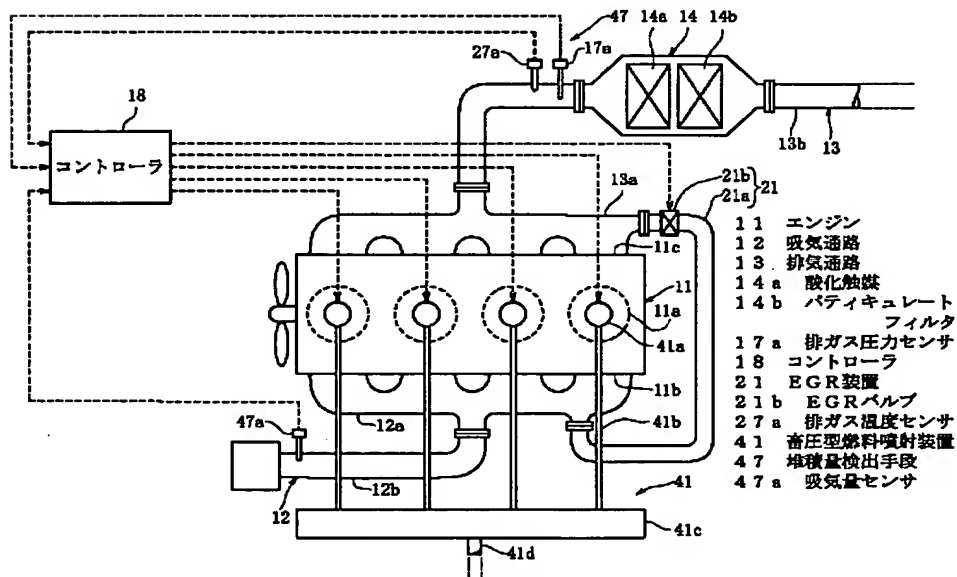 14a 14 14b
47
27a 17a
18
コントローラ
13b 13
13a
21b
21a
21
11c
11
11a
41a
11b
47a
12a
41b
12
12b
41
41c
41d
11 エンジン
12 吸気通路
13 排気通路
14a 酸化触媒
14b パティキュレート
フィルタ
17a 排ガス圧力センサ
18 コントローラ
21 EGR装置
21b EGRバルブ
27a 排ガス温度センサ
41 畜圧型燃料噴射装置
47 堆積量検出手段
47a 吸気量センサ